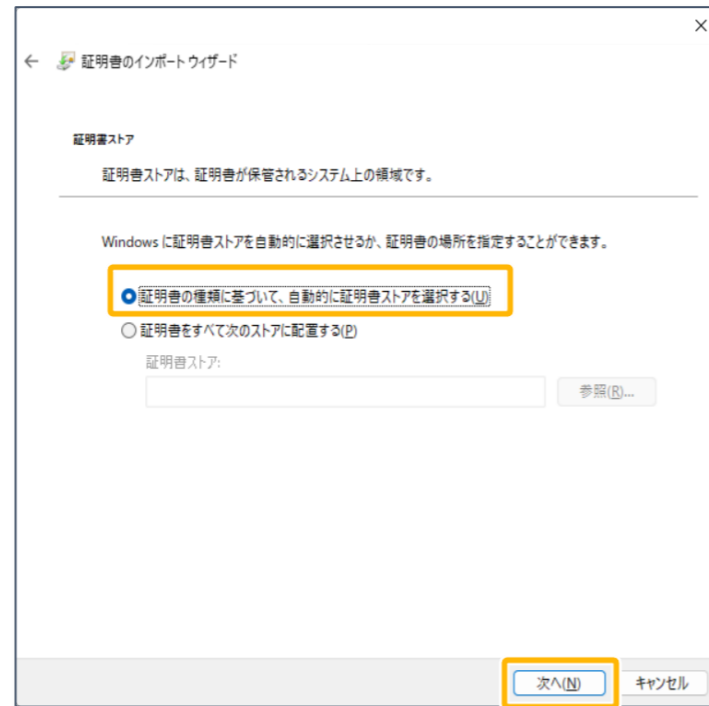 証明書のインポート ウィザード
証明書ストア
証明書ストアは、証明書が保管されるシステム上の領域です。
Windows に証明書ストアを自動的に選択させるか、証明書の場所を指定することができます。
証明書の種類に基づいて、自動的に証明書ストアを選択する(U)
証明書をすべて次のストアに配置する(P)
証明書ストア:
参照(R)...
次へ(N) キャンセル